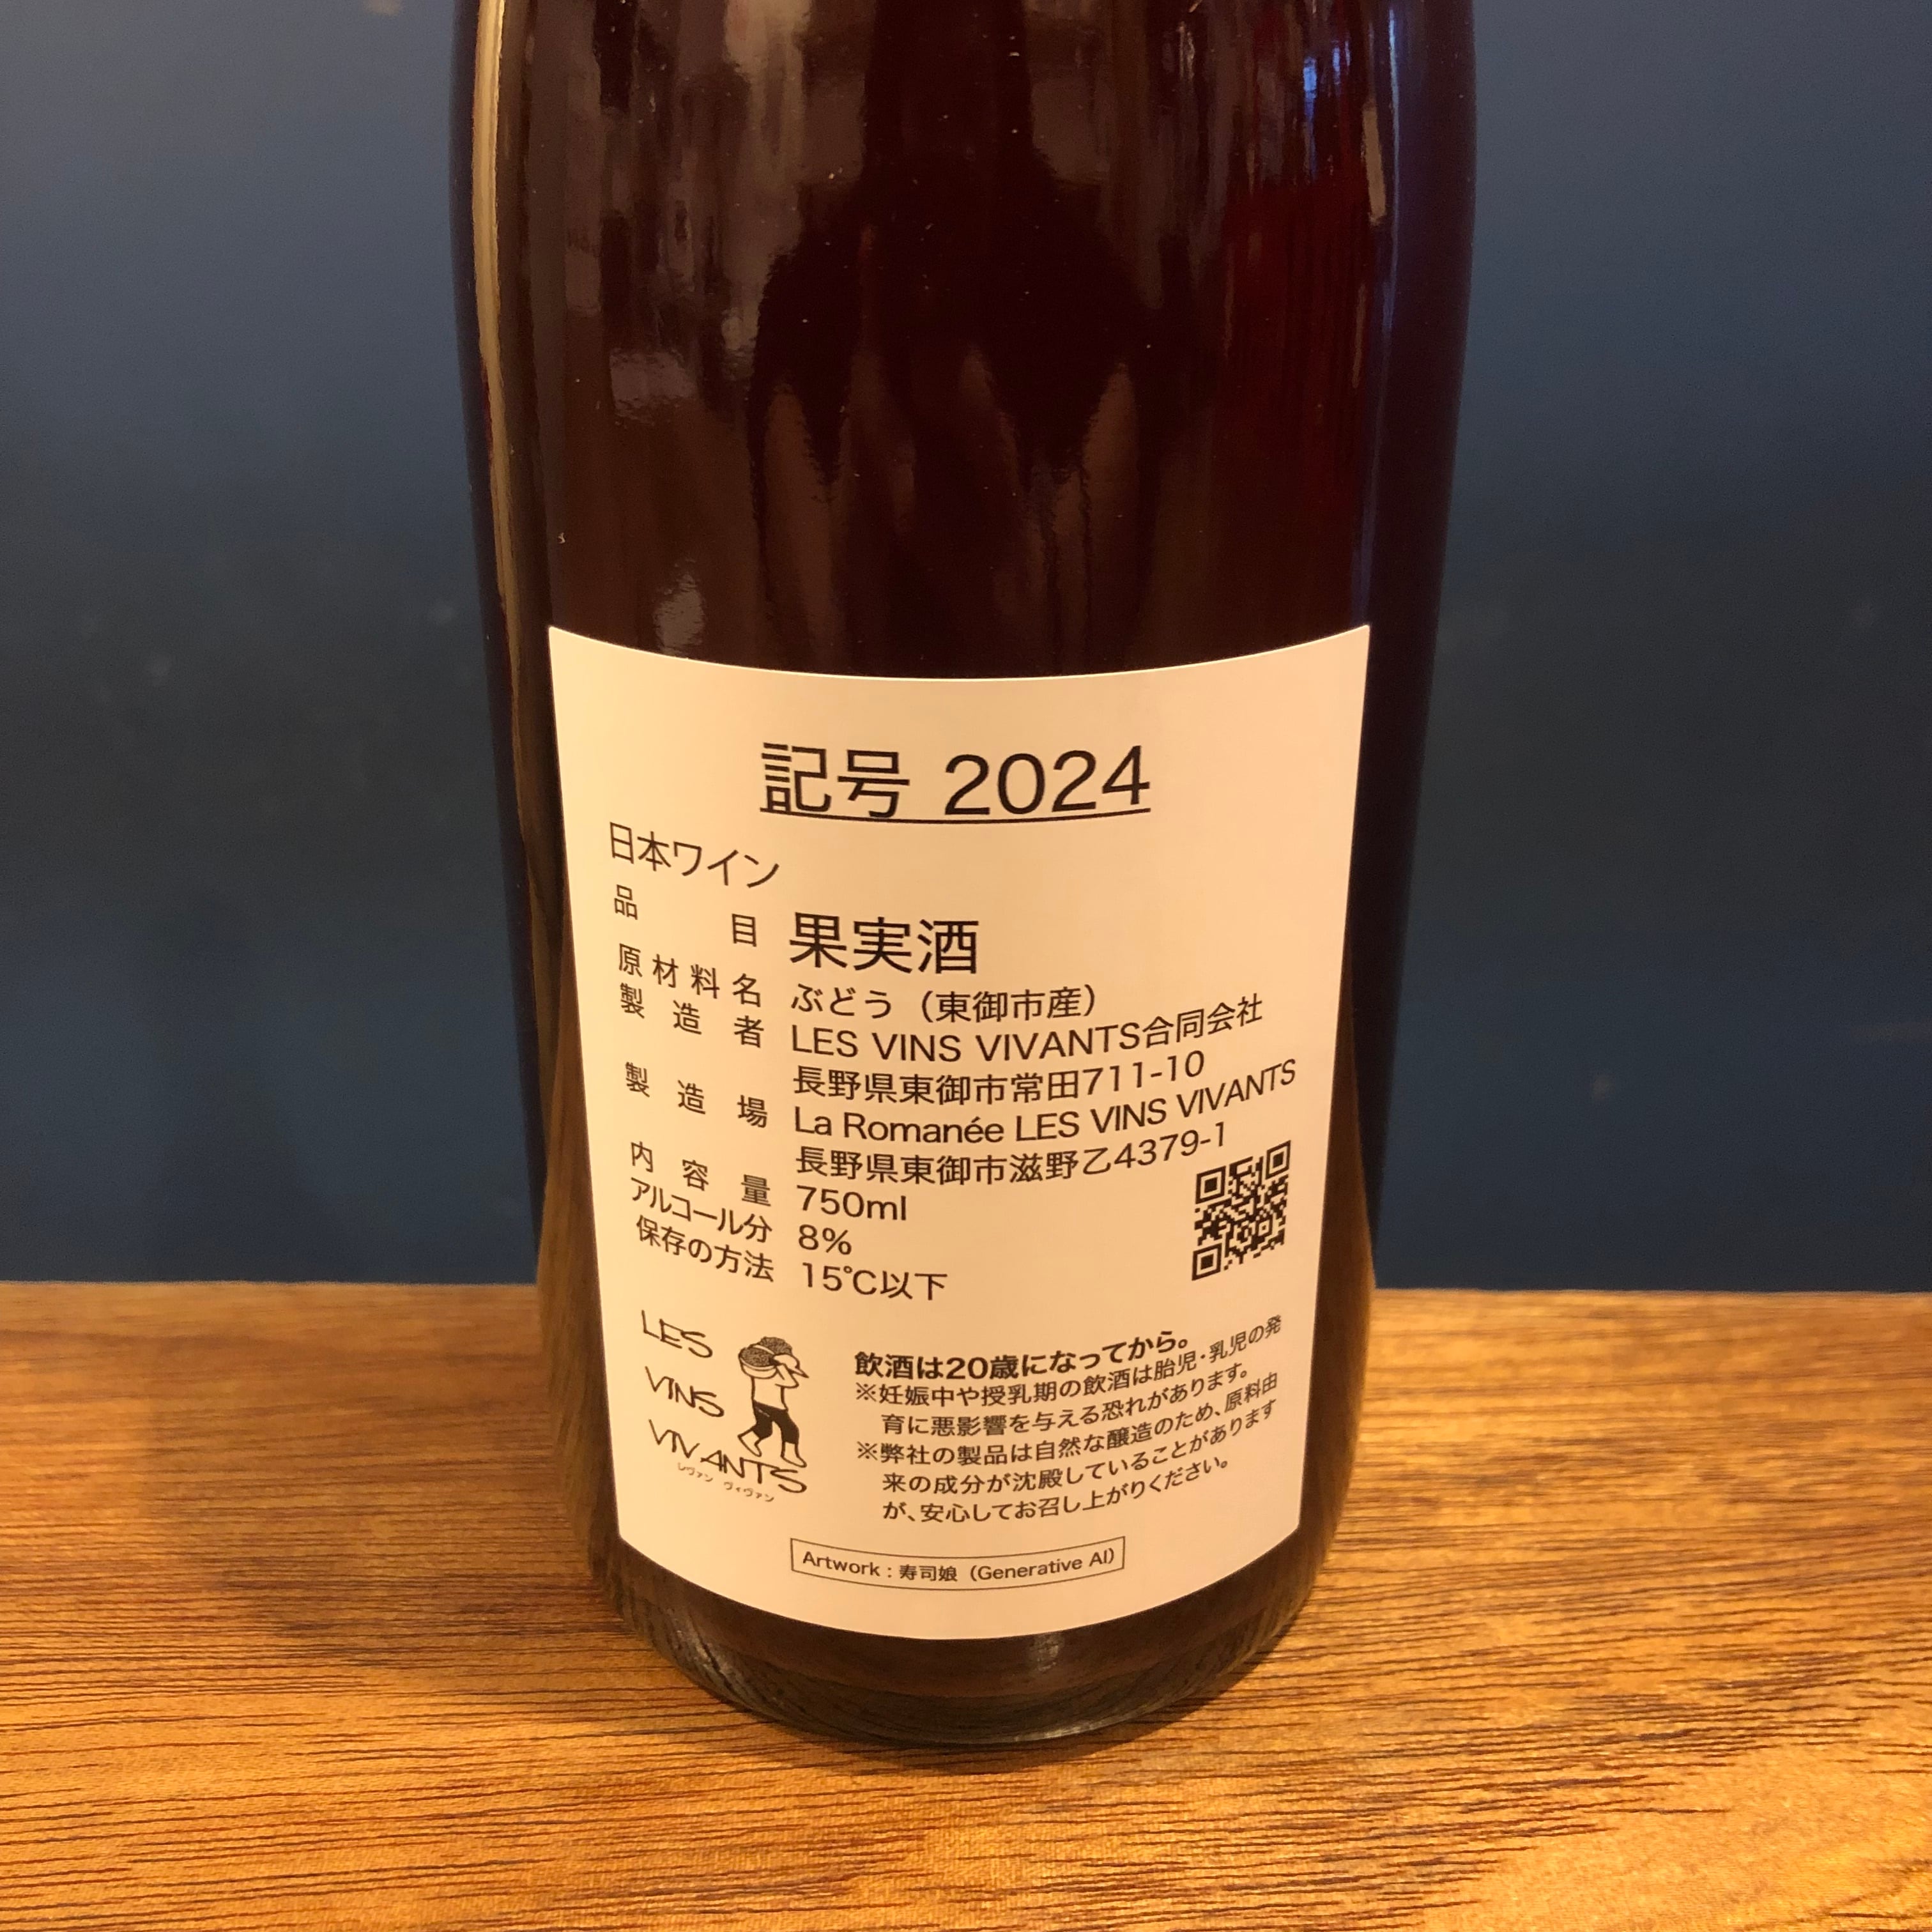 記号 2024
日本ワイン
品目 果実酒
原材料名 ぶどう（東御市産）
製造者 LES VINS VIVANTS合同会社
長野県東御市常田711-10
製造場 La Romanée LES VINS VIVANTS
長野県東御市滋野乙4379-1
内容量 750ml
アルコール分 8%
保存の方法 15℃以下
LES
VINS
VIVANTS
レヴァン ヴィヴァン
飲酒は20歳になってから。
※妊娠中や授乳期の飲酒は胎児・乳児の発
育に悪影響を与える恐れがあります。
※弊社の製品は自然な醸造のため、原料由
来の成分が沈殿していることがあります
が、安心してお召し上がりください。
Artwork：寿司娘（Generative AI）